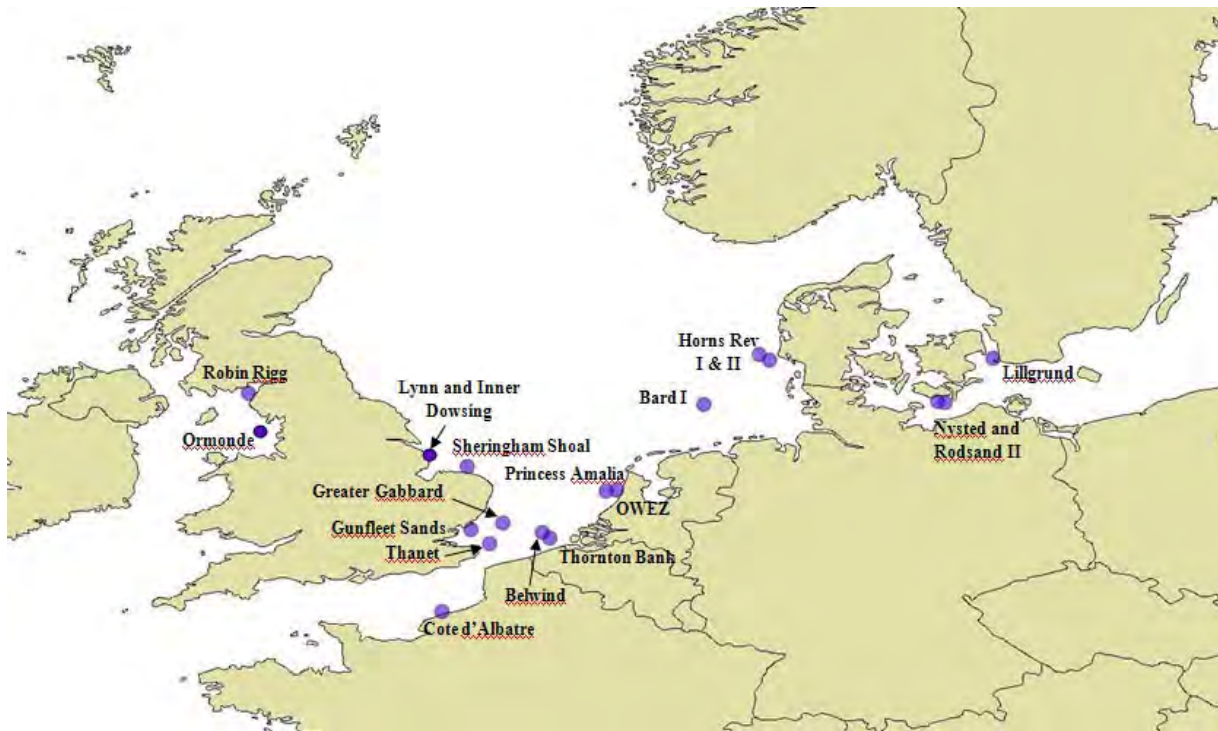 Horns Rev
I & II
Robin Rigg
Lynn and Inner
Dowsing
Lillgrund
Bard I
Ormonde
Nysted and
Rodsand II
Sheringham Shoal
Princess Amalia
Greater Gabbard
OWEZ
Gunfleet Sands
Thanet
Thornton Bank
Belwind
Cote d’Albatre